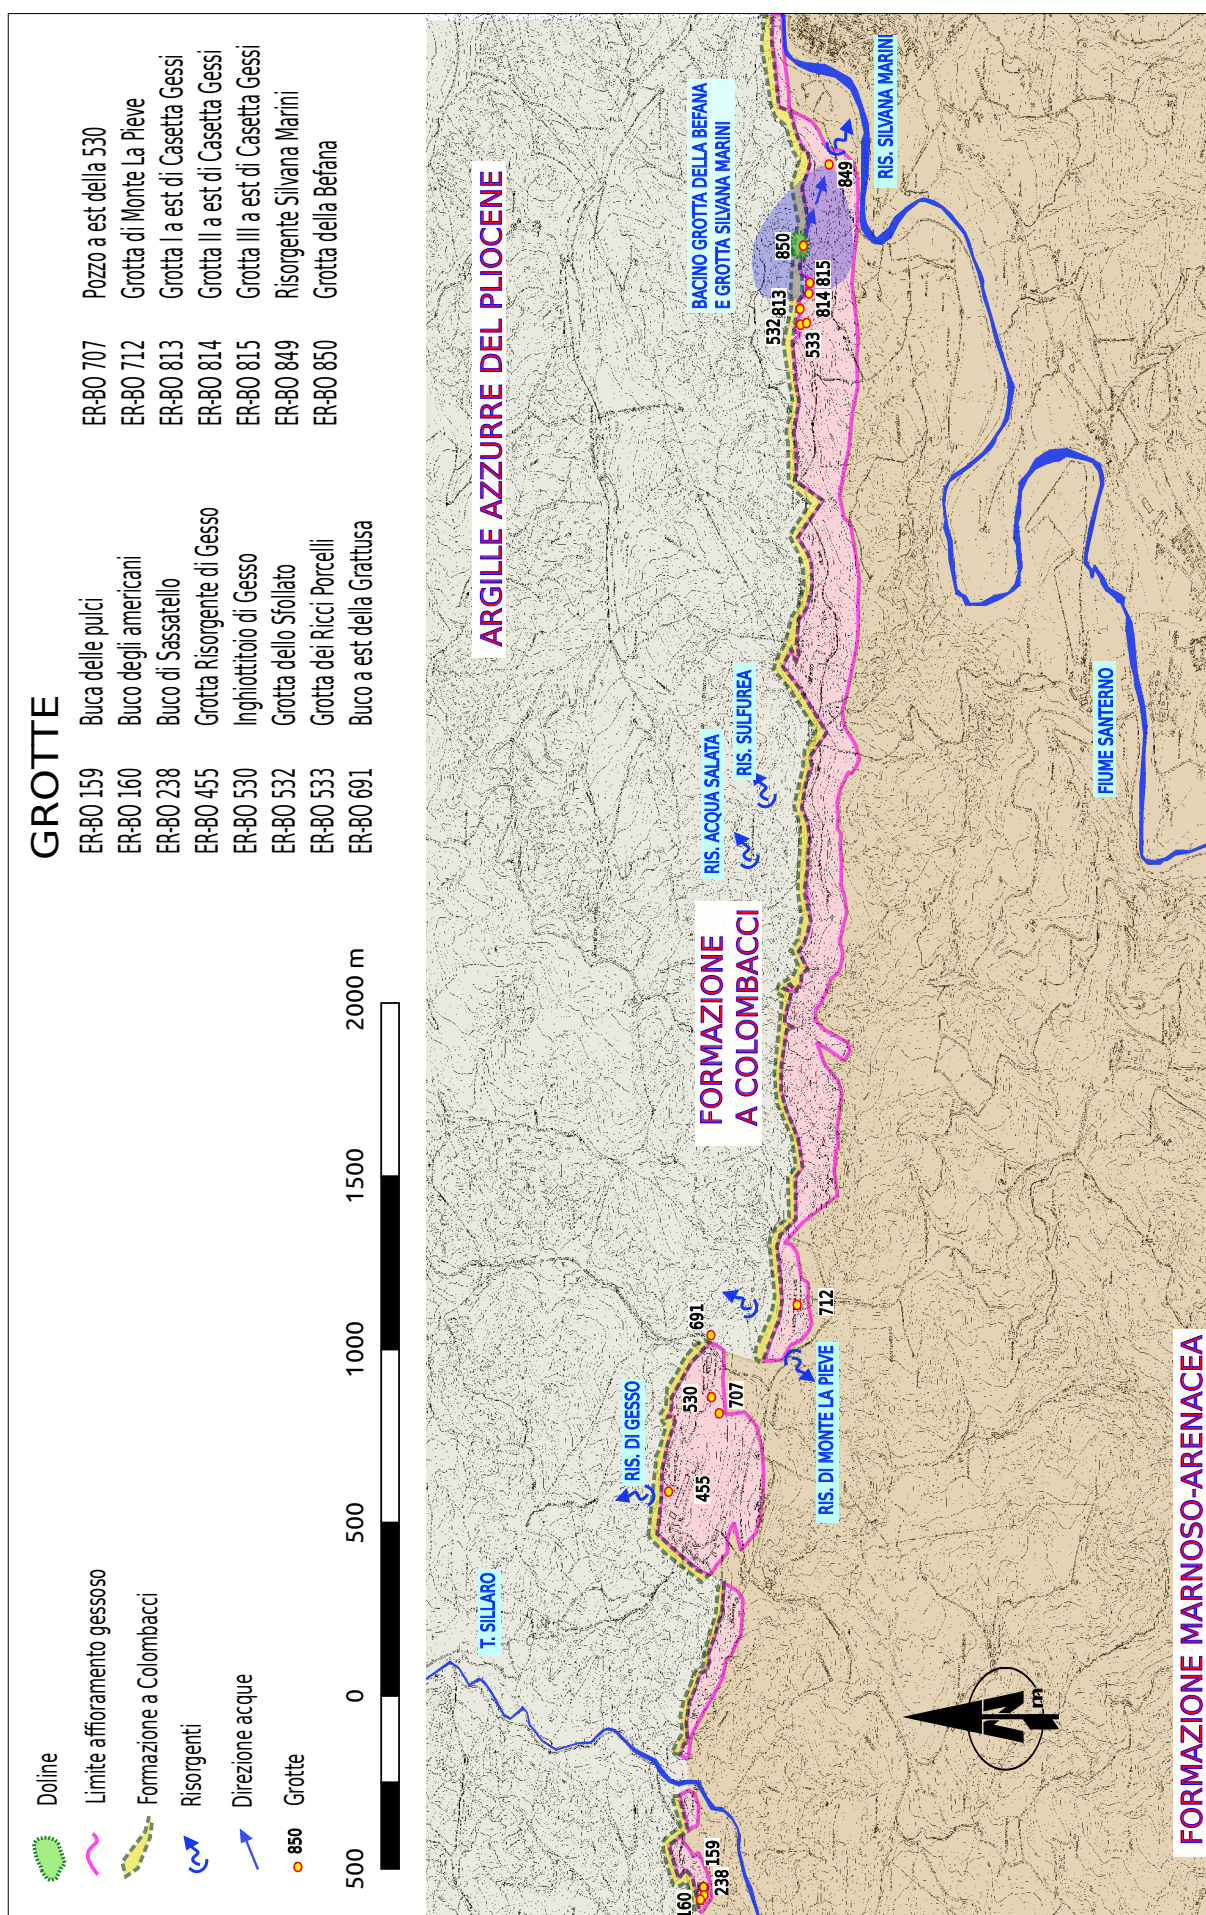 Doline
Limite affioramento gessoso
Formazione a Colombacci
Risorgenti
Direzione acque
850 Grotte
500 0 500 1000 1500 2000 m
GROTTE
ER-BO 159 Buca delle pulci
ER-BO 160 Buco degli americani
ER-BO 238 Buco di Sassatello
ER-BO 455 Grotta Risorgente di Gesso
ER-BO 530 Inghiottitoio di Gesso
ER-BO 532 Grotta dello Sfollato
ER-BO 533 Grotta dei Ricci Porcelli
ER-BO 691 Buco a est della Grattusa
ER-BO 707 Pozzo a est della 530
ER-BO 712 Grotta di Monte La Pieve
ER-BO 813 Grotta I a est di Casetta Gessi
ER-BO 814 Grotta II a est di Casetta Gessi
ER-BO 815 Grotta III a est di Casetta Gessi
ER-BO 849 Risorgente Silvana Marini
ER-BO 850 Grotta della Befana
T. SILLARO
ARGILLE AZZURRE DEL PLIOCENE
RIS. DI GESSO
FORMAZIONE
A COLOMBACCI
RIS. ACQUA SALATA
RIS. SULFUREA
BACINO GROTTA DELLA BEFANA
E GROTTA SILVANA MARINI
160
238
159
455
530
707
691
712
532
813
533
814
815
850
849
RIS. DI MONTE LA PIEVE
RIS. SILVANA MARINI
FIUME SANTERNO
N
m
FORMAZIONE MARNOSO-ARENACEA